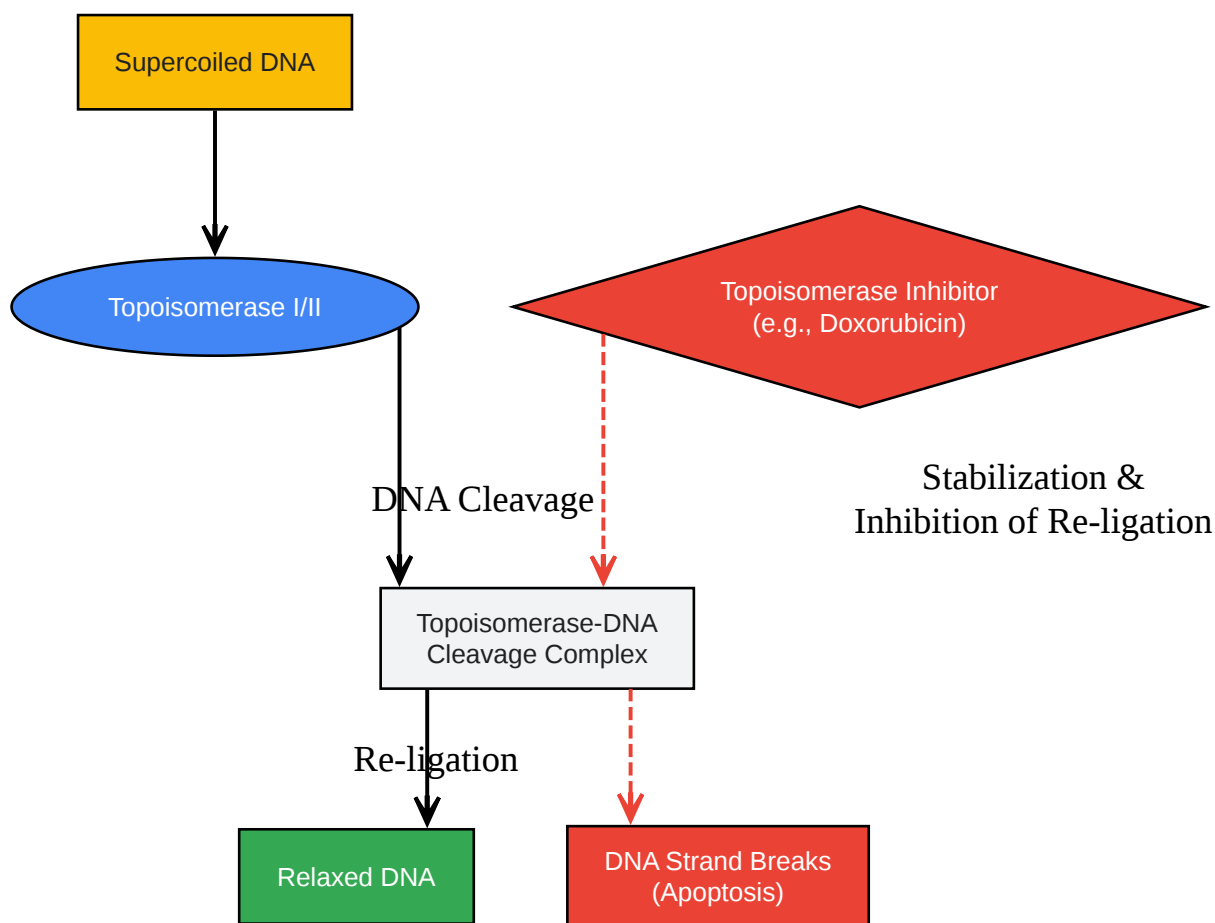 Supercoiled DNA
Topoisomerase I/II
Topoisomerase Inhibitor
(e.g., Doxorubicin)
DNA Cleavage
Stabilization &
Inhibition of Re-ligation
Topoisomerase-DNA
Cleavage Complex
Re-ligation
Relaxed DNA
DNA Strand Breaks
(Apoptosis)